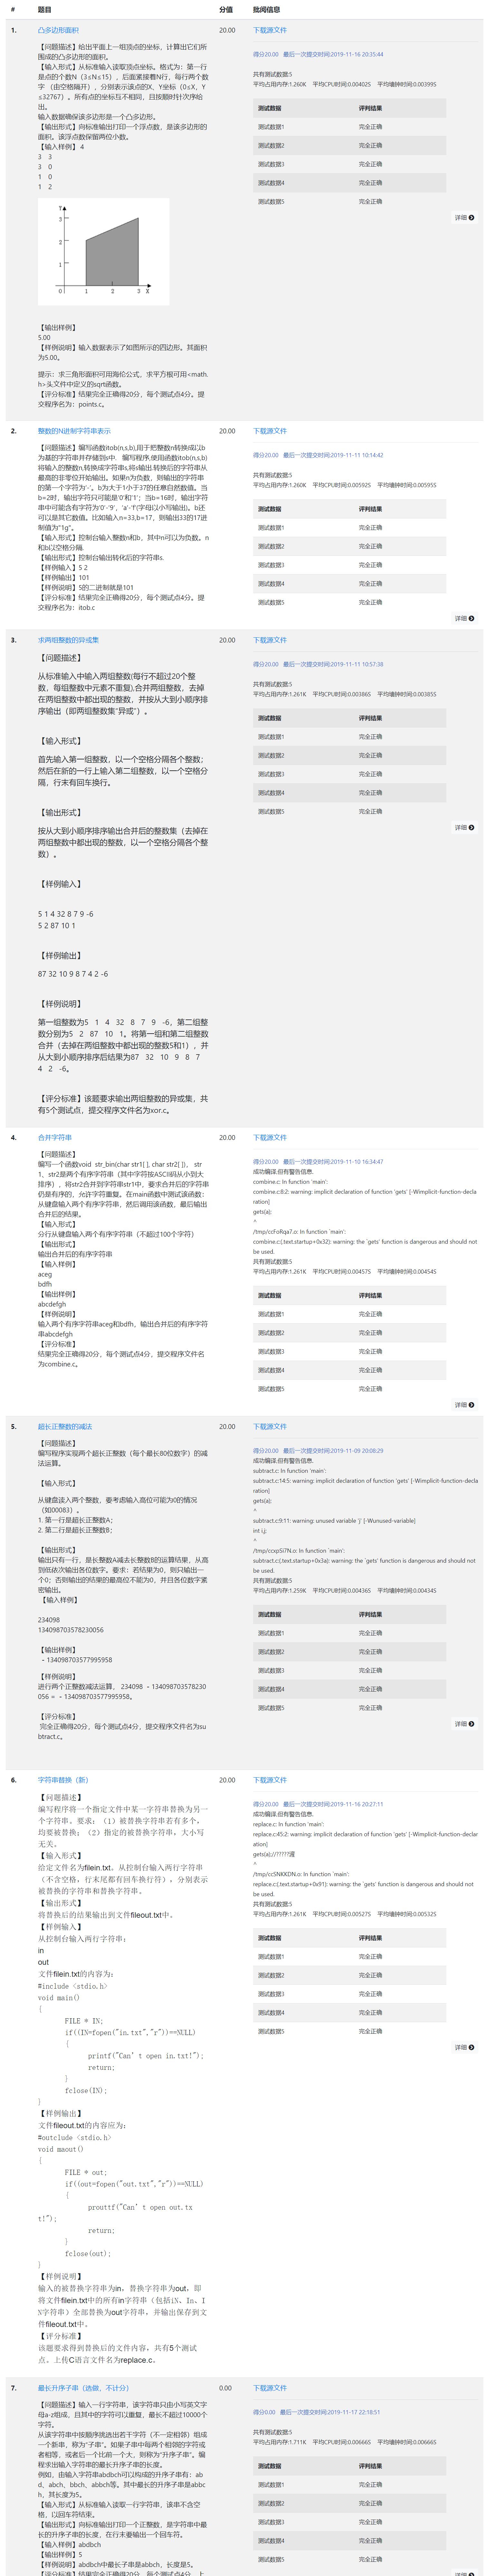 # 题目 分值 批阅信息
1. 凸多边形面积 20.00 下载源文件
【问题描述】给出平面上一组顶点的坐标，计算出它们所
围成的凸多边形的面积。
【输入形式】从标准输入读取顶点坐标。格式为：第一行
是点的个数N（3≤N≤15），后面紧接着N行，每行两个数
字（由空格隔开），分别表示该点的X、Y坐标（0≤X，Y
≤32767）。所有点的坐标互不相同，且按顺时针次序给
出。
输入数据确保该多边形是一个凸多边形。
【输出形式】向标准输出打印一个浮点数，是该多边形的
面积。该浮点数保留两位小数。
【输入样例】 4
3 3
3 0
1 0
1 2
Y
3
2
1
0 1 2 3 X
【输出样例】
5.00
【样例说明】输入数据表示了如图所示的四边形。其面积
为5.00。
提示：求三角形面积可用海伦公式，求平方根可用<math.
h>头文件中定义的sqrt函数。
【评分标准】结果完全正确得20分，每个测试点4分。提
交程序名为：points.c。
得分20.00 最后一次提交时间:2019-11-16 20:35:44
共有测试数据:5
平均占用内存:1.260K 平均CPU时间:0.00402S 平均墙钟时间:0.00399S
测试数据 评判结果
测试数据1 完全正确
测试数据2 完全正确
测试数据3 完全正确
测试数据4 完全正确
测试数据5 完全正确
详细
2. 整数的N进制字符串表示 20.00 下载源文件
【问题描述】编写函数itob(n,s,b),用于把整数n转换成以b
为基的字符串并存储到s中. 编写程序,使用函数itob(n,s,b)
将输入的整数n,转换成字符串s,将s输出.转换后的字符串从
最高的非零位开始输出。如果n为负数，则输出的字符串
的第一个字符为'-'。b为大于1小于37的任意自然数值。当
b=2时，输出字符只可能是'0'和'1'；当b=16时，输出字符
串中可能含有字符为'0'-'9'，'a'-'f'(字母以小写输出)。b还
可以是其它数值。比如输入n=33,b=17，则输出33的17进
制值为"1g"。
【输入形式】控制台输入整数n和b，其中n可以为负数。n
和b以空格分隔.
【输出形式】控制台输出转化后的字符串s.
【样例输入】5 2
【样例输出】101
【样例说明】5的二进制就是101
【评分标准】结果完全正确得20分，每个测试点4分。提
交程序名为：itob.c
得分20.00 最后一次提交时间:2019-11-11 10:14:42
共有测试数据:5
平均占用内存:1.260K 平均CPU时间:0.00592S 平均墙钟时间:0.00595S
测试数据 评判结果
测试数据1 完全正确
测试数据2 完全正确
测试数据3 完全正确
测试数据4 完全正确
测试数据5 完全正确
详细
3. 求两组整数的异或集 20.00 下载源文件
【问题描述】
从标准输入中输入两组整数(每行不超过20个整
数，每组整数中元素不重复),合并两组整数，去掉
在两组整数中都出现的整数，并按从大到小顺序排
序输出（即两组整数集"异或"）。
【输入形式】
首先输入第一组整数，以一个空格分隔各个整数；
然后在新的一行上输入第二组整数，以一个空格分
隔，行末有回车换行。
【输出形式】
按从大到小顺序排序输出合并后的整数集（去掉在
两组整数中都出现的整数，以一个空格分隔各个整
数）。
【样例输入】
5 1 4 32 8 7 9 -6
5 2 87 10 1
【样例输出】
87 32 10 9 8 7 4 2 -6
【样例说明】
第一组整数为5 1 4 32 8 7 9 -6，第二组整
数分别为5 2 87 10 1。将第一组和第二组整数
合并（去掉在两组整数中都出现的整数5和1），并
从大到小顺序排序后结果为87 32 10 9 8 7
4 2 -6。
【评分标准】该题要求输出两组整数的异或集，共
有5个测试点，提交程序文件名为xor.c。
得分20.00 最后一次提交时间:2019-11-11 10:57:38
共有测试数据:5
平均占用内存:1.261K 平均CPU时间:0.00386S 平均墙钟时间:0.00385S
测试数据 评判结果
测试数据1 完全正确
测试数据2 完全正确
测试数据3 完全正确
测试数据4 完全正确
测试数据5 完全正确
详细
4. 合并字符串 20.00 下载源文件
【问题描述】
编写一个函数void str_bin(char str1[ ], char str2[ ])， str
1、str2是两个有序字符串（其中字符按ASCII码从小到大
排序），将str2合并到字符串str1中，要求合并后的字符串
仍是有序的，允许字符重复。在main函数中测试该函数：
从键盘输入两个有序字符串，然后调用该函数，最后输出
合并后的结果。
【输入形式】
分行从键盘输入两个有序字符串（不超过100个字符）
【输出形式】
输出合并后的有序字符串
【输入样例】
aceg
bdfh
【输出样例】
abcdefgh
【样例说明】
输入两个有序字符串aceg和bdfh，输出合并后的有序字符
串abcdefgh
【评分标准】
结果完全正确得20分，每个测试点4分，提交程序文件名
为combine.c。
得分20.00 最后一次提交时间:2019-11-10 16:34:47
成功编译,但有警告信息.
combine.c: In function 'main':
combine.c:8:2: warning: implicit declaration of function 'gets' [-Wimplicit-function-decla
ration]
gets(a);
^
/tmp/ccFoRqa7.o: In function `main':
combine.c:(.text.startup+0x32): warning: the `gets' function is dangerous and should not
be used.
共有测试数据:5
平均占用内存:1.261K 平均CPU时间:0.00457S 平均墙钟时间:0.00454S
测试数据 评判结果
测试数据1 完全正确
测试数据2 完全正确
测试数据3 完全正确
测试数据4 完全正确
测试数据5 完全正确
详细
5. 超长正整数的减法 20.00 下载源文件
【问题描述】
编写程序实现两个超长正整数（每个最长80位数字）的减
法运算。
【输入形式】
从键盘读入两个整数，要考虑输入高位可能为0的情况
（如00083）。
1. 第一行是超长正整数A；
2. 第二行是超长正整数B；
【输出形式】
输出只有一行，是长整数A减去长整数B的运算结果，从高
到低依次输出各位数字。要求：若结果为0，则只输出一
个0；否则输出的结果的最高位不能为0，并且各位数字紧
密输出。
【输入样例】
234098
134098703578230056
【输出样例】
-134098703577995958
【样例说明】
进行两个正整数减法运算， 234098 -134098703578230
056 = -134098703577995958。
【评分标准】
完全正确得20分，每个测试点4分，提交程序文件名为su
btract.c。
得分20.00 最后一次提交时间:2019-11-09 20:08:29
成功编译,但有警告信息.
subtract.c: In function 'main':
subtract.c:14:5: warning: implicit declaration of function 'gets' [-Wimplicit-function-decla
ration]
gets(a);
^
subtract.c:9:11: warning: unused variable 'j' [-Wunused-variable]
int i,j;
^
/tmp/ccxp5i7N.o: In function `main':
subtract.c:(.text.startup+0x3a): warning: the `gets' function is dangerous and should not
be used.
共有测试数据:5
平均占用内存:1.259K 平均CPU时间:0.00436S 平均墙钟时间:0.00434S
测试数据 评判结果
测试数据1 完全正确
测试数据2 完全正确
测试数据3 完全正确
测试数据4 完全正确
测试数据5 完全正确
详细
6. 字符串替换（新） 20.00 下载源文件
【问题描述】
编写程序将一个指定文件中某一字符串替换为另一
个字符串。要求：（1）被替换字符串若有多个，
均要被替换；（2）指定的被替换字符串，大小写
无关。
【输入形式】
给定文件名为filein.txt。从控制台输入两行字符串
（不含空格，行末尾都有回车换行符），分别表示
被替换的字符串和替换字符串。
【输出形式】
将替换后的结果输出到文件fileout.txt中。
【样例输入】
从控制台输入两行字符串：
in
out
文件filein.txt的内容为：
#include <stdio.h>
void main()
{
FILE * IN;
if((IN=fopen("in.txt","r"))==NULL)
{
printf("Can't open in.txt!");
return;
}
fclose(IN);
}
【样例输出】
文件fileout.txt的内容应为：
#outclude <stdio.h>
void maout()
{
FILE * out;
if((out=fopen("out.txt","r"))==NULL)
{
prouttf("Can't open out.tx
t!");
return;
}
fclose(out);
}
【样例说明】
输入的被替换字符串为in，替换字符串为out，即
将文件filein.txt中的所有in字符串（包括iN、In、I
N字符串）全部替换为out字符串，并输出保存到文
件fileout.txt中。
【评分标准】
该题要求得到替换后的文件内容，共有5个测试
点。上传C语言文件名为replace.c。
得分20.00 最后一次提交时间:2019-11-16 20:27:11
成功编译,但有警告信息.
replace.c: In function 'main':
replace.c:45:2: warning: implicit declaration of function 'gets' [-Wimplicit-function-declar
ation]
^
/tmp/ccSNKKDN.o: In function `main':
replace.c:(.text.startup+0x91): warning: the `gets' function is dangerous and should not
be used.
共有测试数据:5
平均占用内存:1.261K 平均CPU时间:0.00527S 平均墙钟时间:0.00532S
测试数据 评判结果
测试数据1 完全正确
测试数据2 完全正确
测试数据3 完全正确
测试数据4 完全正确
测试数据5 完全正确
详细
7. 最长升序子串（选做，不计分） 0.00 下载源文件
【问题描述】输入一行字符串，该字符串只由小写英文字
母a-z组成，且其中的字符可以重复，最长不超过10000个
字符。
从该字符串中按顺序挑选出若干字符（不一定相邻）组成
一个新串，称为"子串"。如果子串中每两个相邻的字符或
者相等，或者后一个比前一个大，则称为"升序子串"。编
程求出输入字符串的最长升序子串的长度。
例如，由输入字符串abdbch可以构成的升序子串有：ab
d、abch、bbch、abbch等。其中最长的升序子串是abbc
h，其长度为5。
【输入形式】从标准输入读取一行字符串，该串不含空
格，以回车符结束。
【输出形式】向标准输出打印一个正整数，是字符串中最
长的升序子串的长度，在行末要输出一个回车符。
【输入样例】abdbch
【输出样例】5
【样例说明】abdbch中最长子串是abbch，长度是5。
得分0.00 最后一次提交时间:2019-11-17 22:18:51
共有测试数据:5
平均占用内存:1.711K 平均CPU时间:0.00666S 平均墙钟时间:0.00666S
测试数据 评判结果
测试数据1 完全正确
测试数据2 完全正确
测试数据3 完全正确
测试数据4 完全正确
测试数据5 完全正确